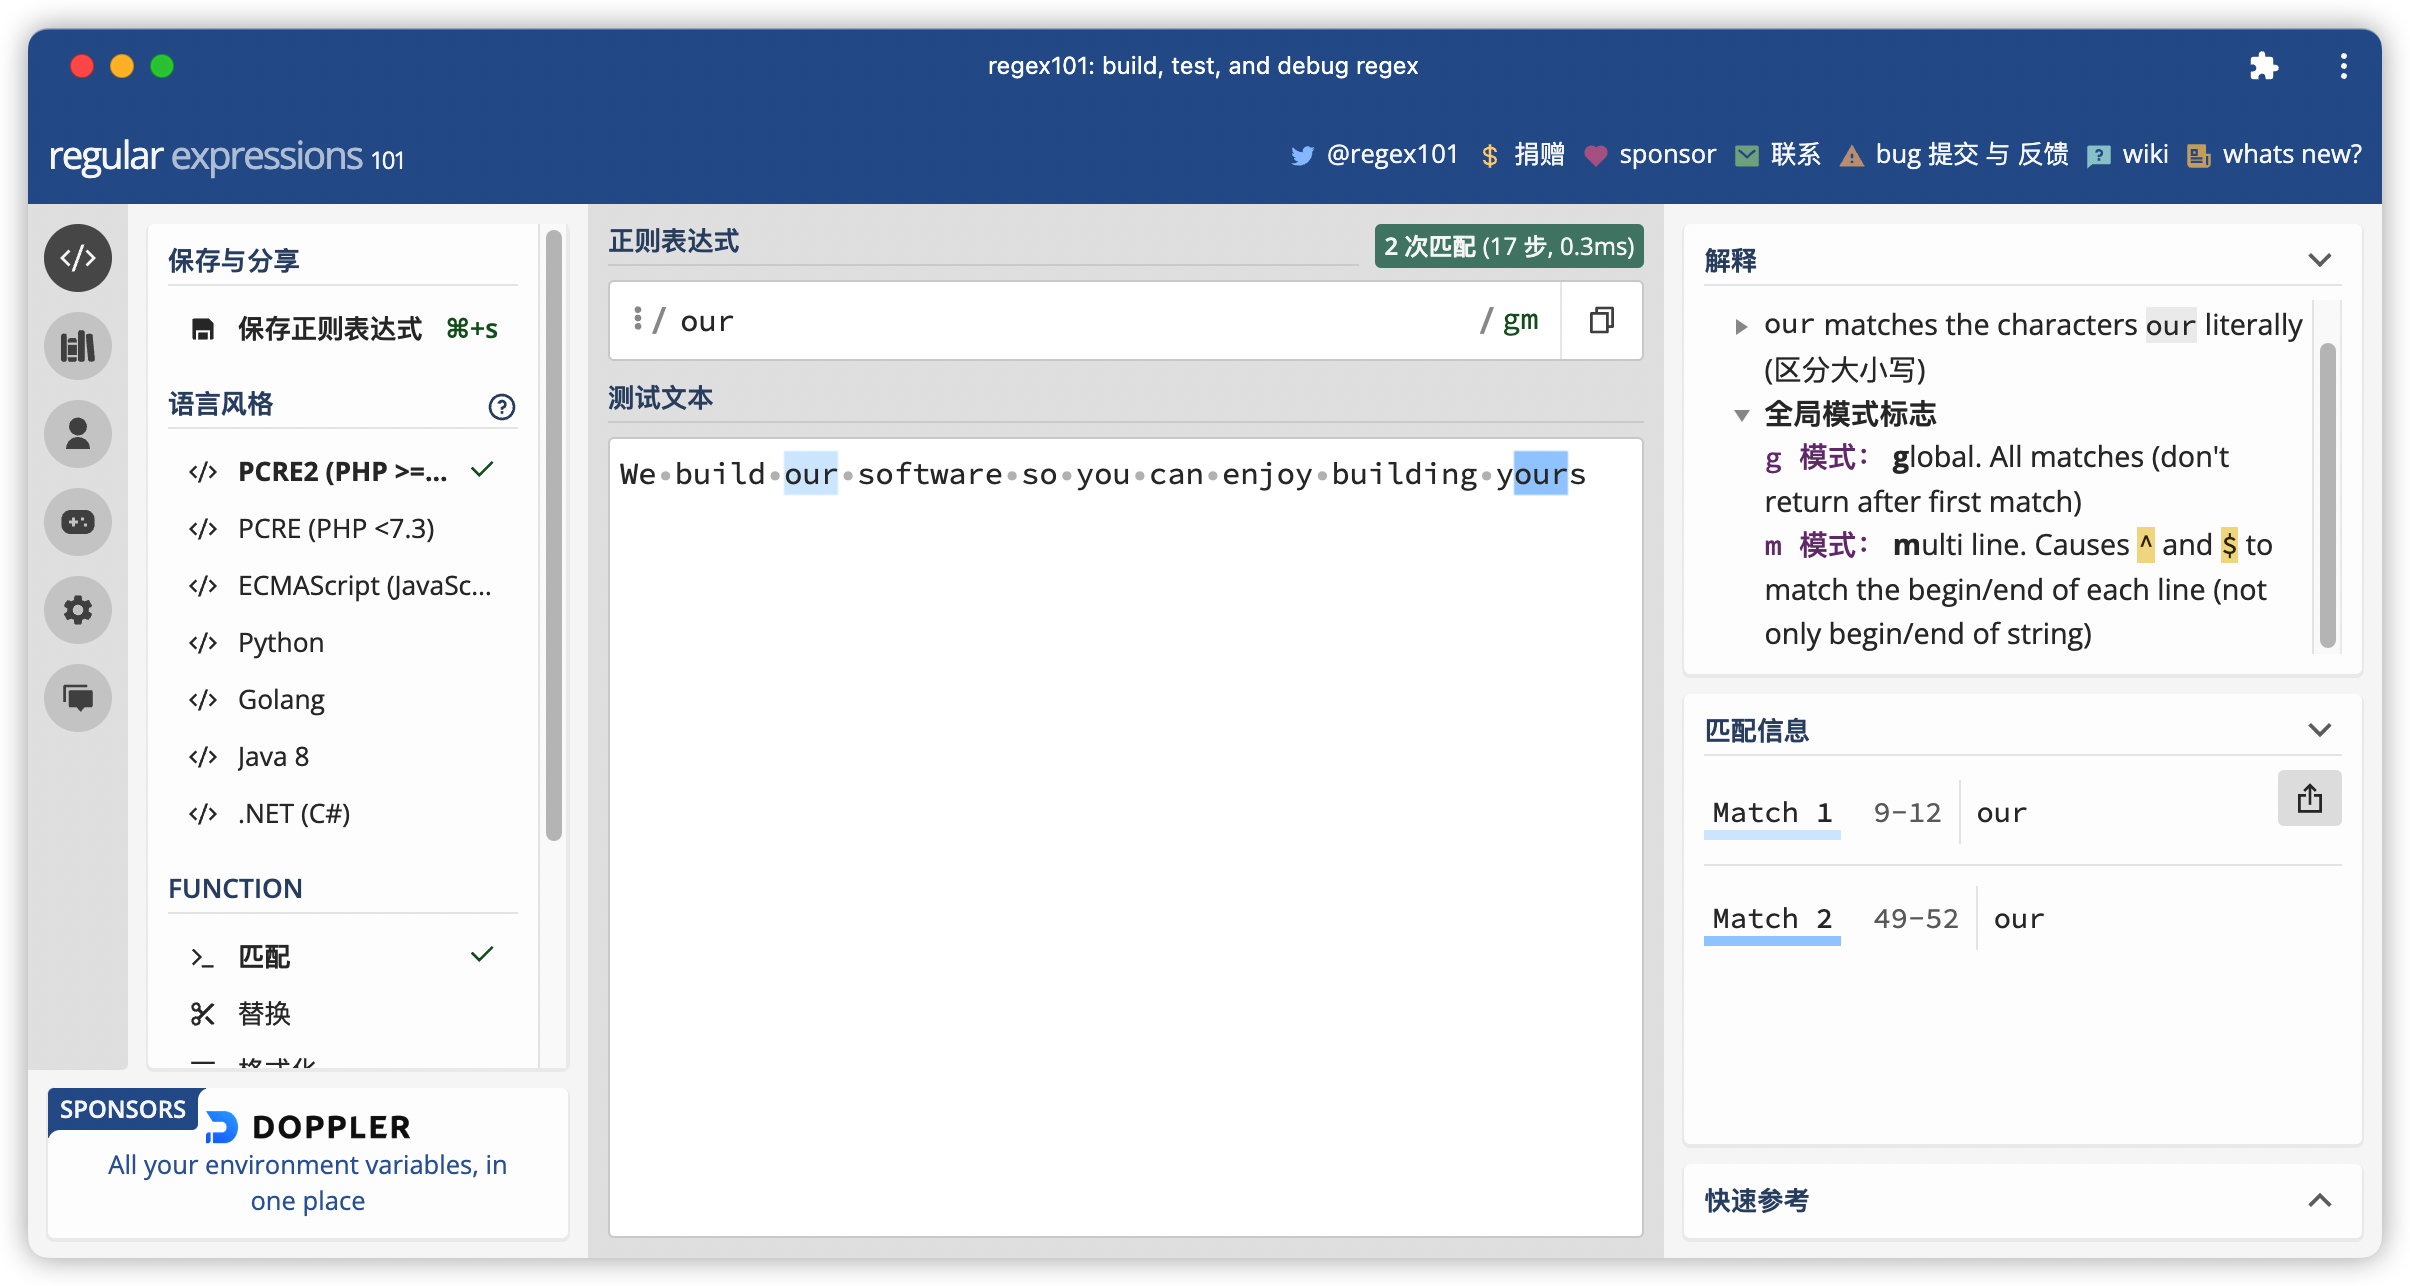 regex101: build, test, and debug regex
regular expressions 101
@regex101 $ 捐赠 sponsor 联系 bug 提交 与 反馈 wiki whats new?
保存与分享
保存正则表达式 ⌘+s
语言风格
</> PCRE2 (PHP >=...
</> PCRE (PHP <7.3)
</> ECMAScript (JavaSc...
</> Python
</> Golang
</> Java 8
</> .NET (C#)
FUNCTION
>_ 匹配
替换
格式化
SPONSORS
DOPPLER
All your environment variables, in
one place
正则表达式
2 次匹配 (17 步, 0.3ms)
/ our / gm
测试文本
We·build·our·software·so·you·can·enjoy·building·yours
解释
our matches the characters our literally
(区分大小写)
全局模式标志
g 模式： global. All matches (don't
return after first match)
m 模式： multi line. Causes ^ and $ to
match the begin/end of each line (not
only begin/end of string)
匹配信息
Match 1 9-12 our
Match 2 49-52 our
快速参考